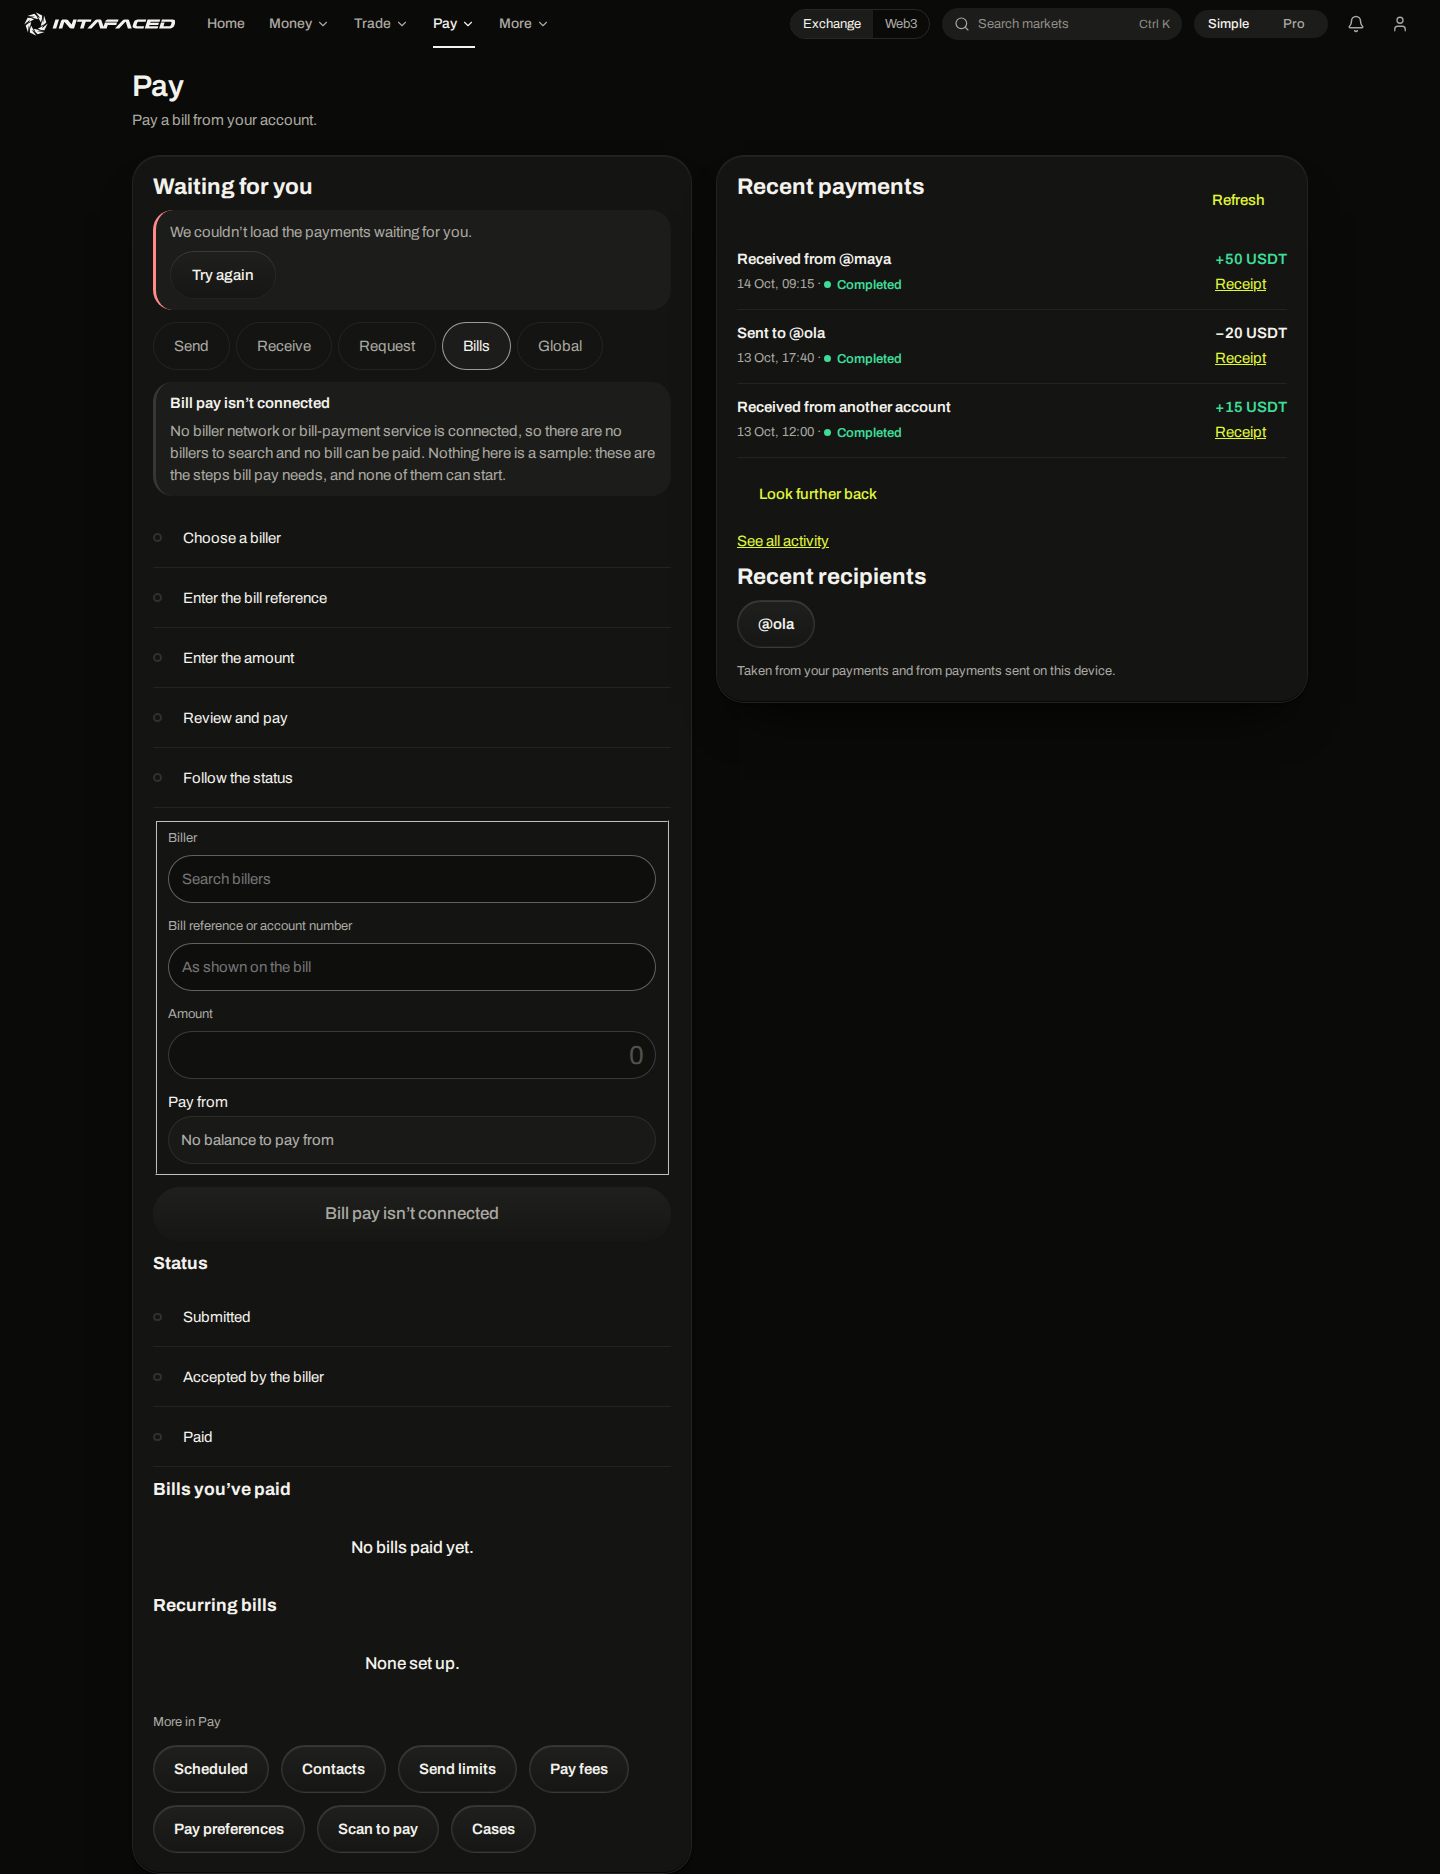 INTAFACED Home Money Trade Pay More Exchange Web3 Search markets Ctrl K Simple Pro
Pay
Pay a bill from your account.
Waiting for you
We couldn’t load the payments waiting for you.
Try again
Send Receive Request Bills Global
Bill pay isn’t connected
No biller network or bill-payment service is connected, so there are no
billers to search and no bill can be paid. Nothing here is a sample: these are
the steps bill pay needs, and none of them can start.
Choose a biller
Enter the bill reference
Enter the amount
Review and pay
Follow the status
Biller
Search billers
Bill reference or account number
As shown on the bill
Amount
0
Pay from
No balance to pay from
Bill pay isn’t connected
Status
Submitted
Accepted by the biller
Paid
Bills you’ve paid
No bills paid yet.
Recurring bills
None set up.
More in Pay
Scheduled Contacts Send limits Pay fees
Pay preferences Scan to pay Cases
Recent payments
Refresh
Received from @maya +50 USDT
14 Oct, 09:15 · Completed Receipt
Sent to @ola −20 USDT
13 Oct, 17:40 · Completed Receipt
Received from another account +15 USDT
13 Oct, 12:00 · Completed Receipt
Look further back
See all activity
Recent recipients
@ola
Taken from your payments and from payments sent on this device.